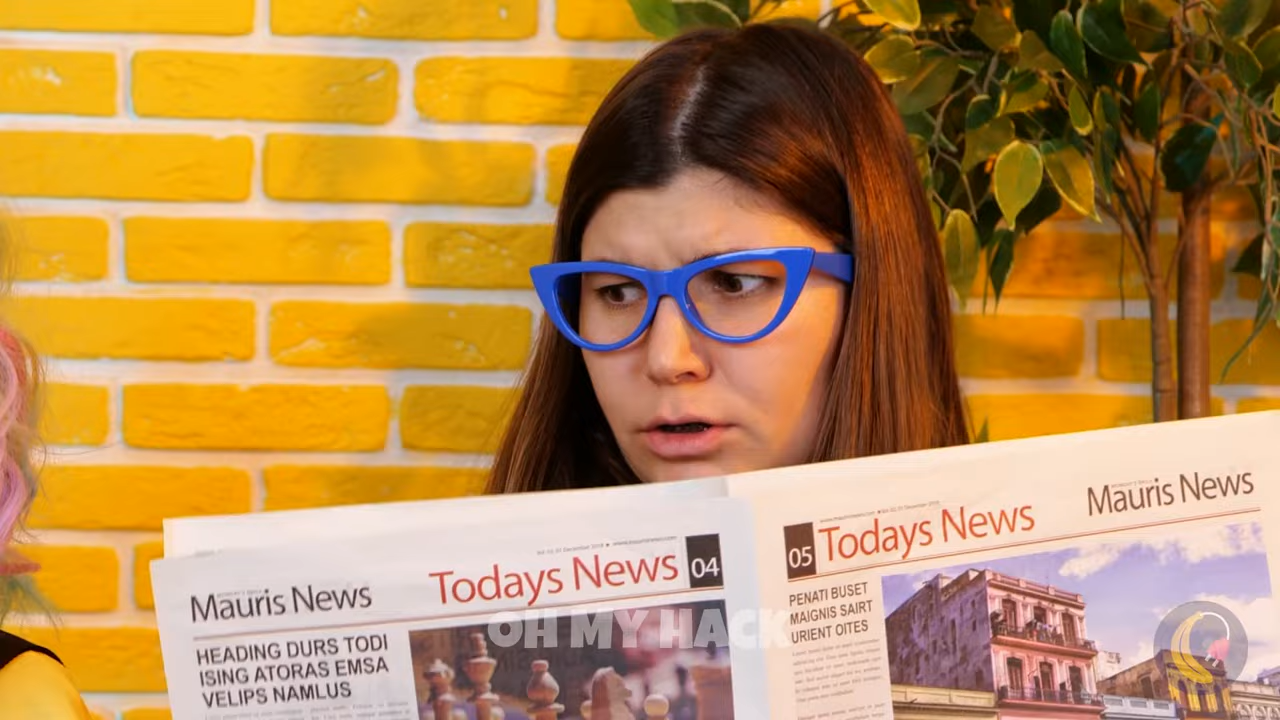 Mauris News
Todays News
04
HEADING DURS TODI
ISING ATORAS EMSA
VELIPS NAMLUS
05
Todays News
Mauris News
PENATI BUSET
MAIGNIS SAIRT
URIENT OITES
OH MY HACK